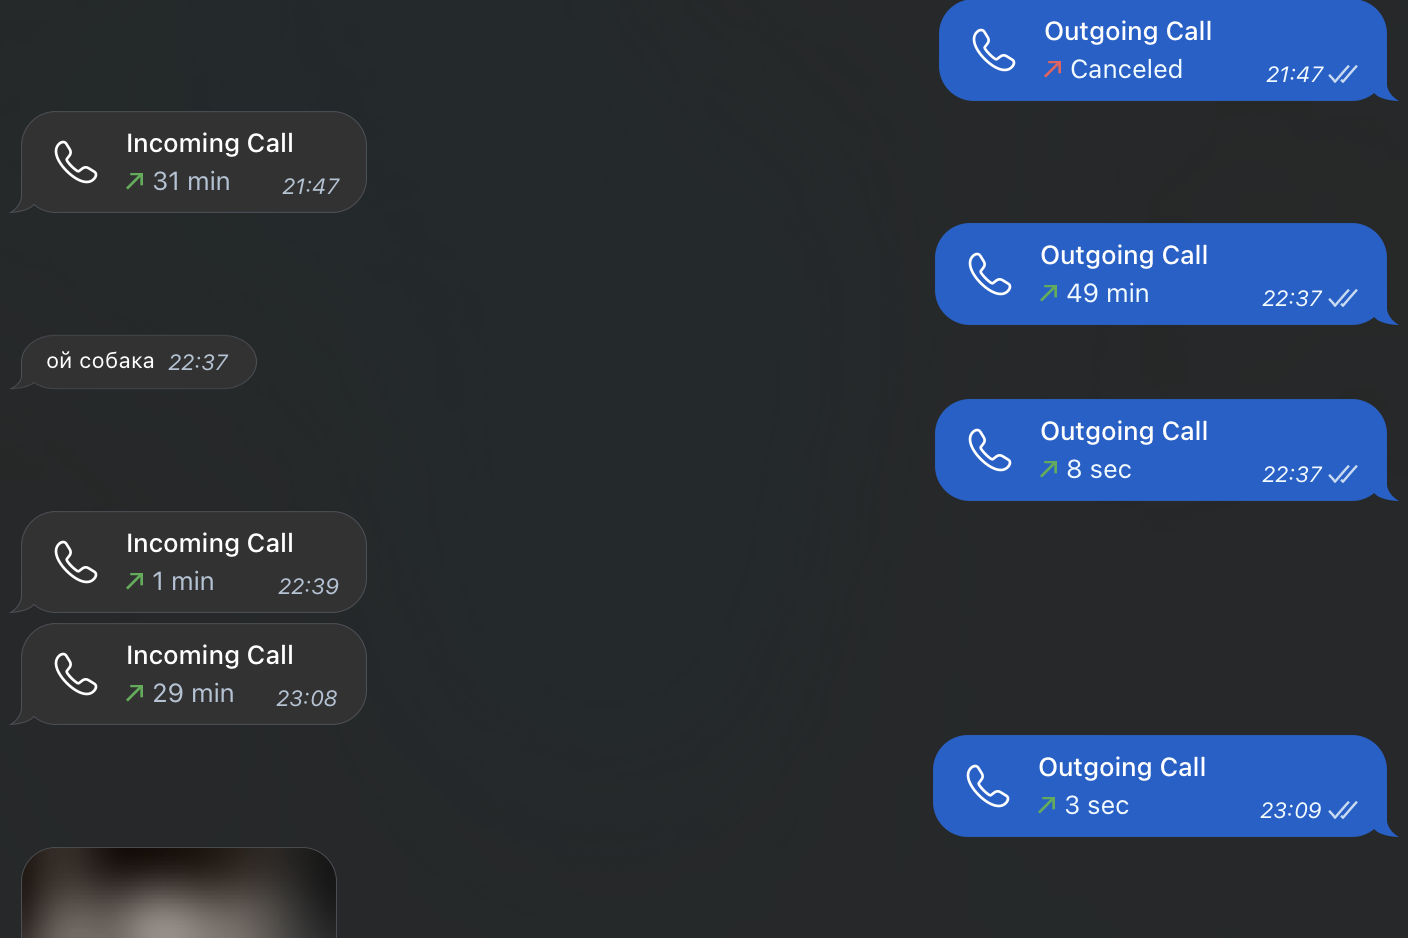 Outgoing Call
Canceled 21:47
Incoming Call
31 min 21:47
Outgoing Call
49 min 22:37
ой собака 22:37
Outgoing Call
8 sec 22:37
Incoming Call
1 min 22:39
Incoming Call
29 min 23:08
Outgoing Call
3 sec 23:09